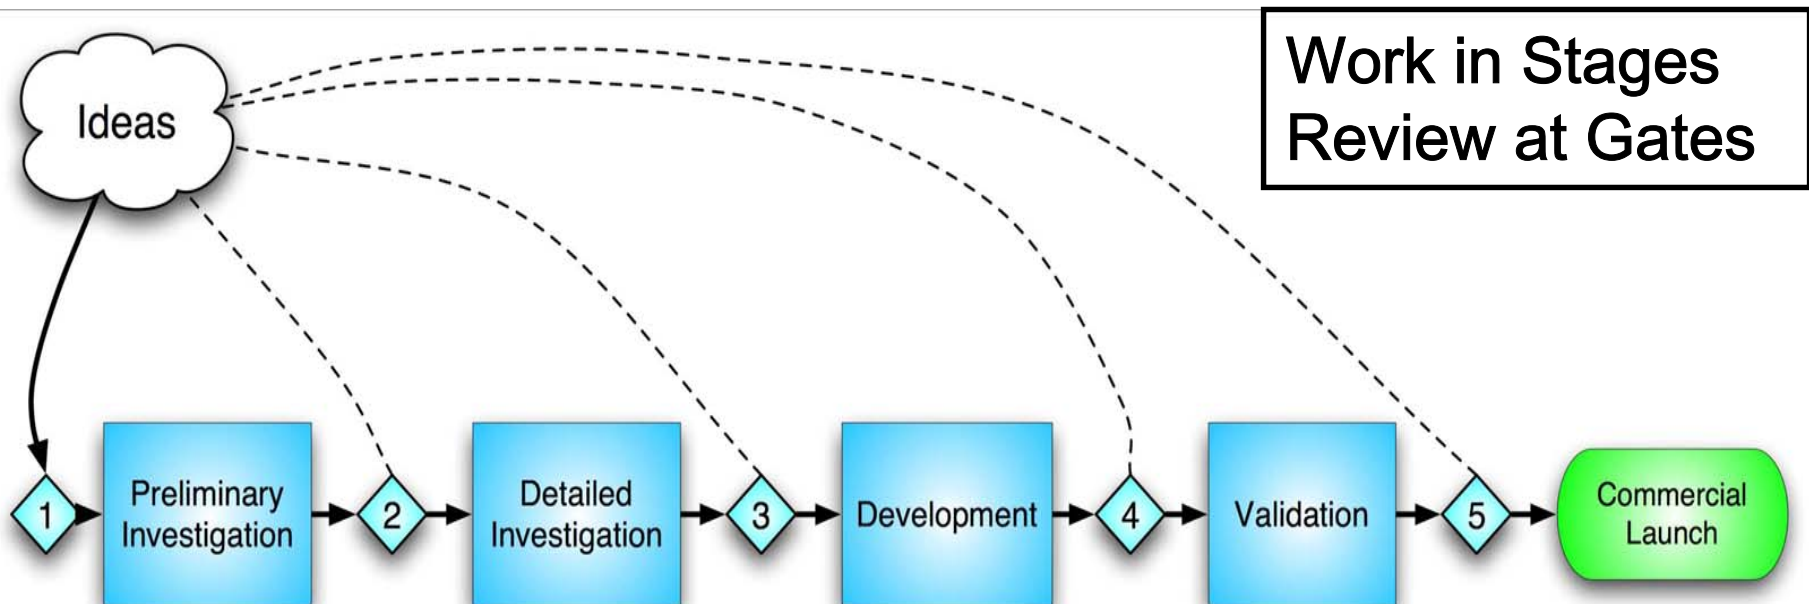 Work in Stages
Review at Gates
Ideas
1
Preliminary
Investigation
2
Detailed
Investigation
3
Development
4
Validation
5
Commercial
Launch